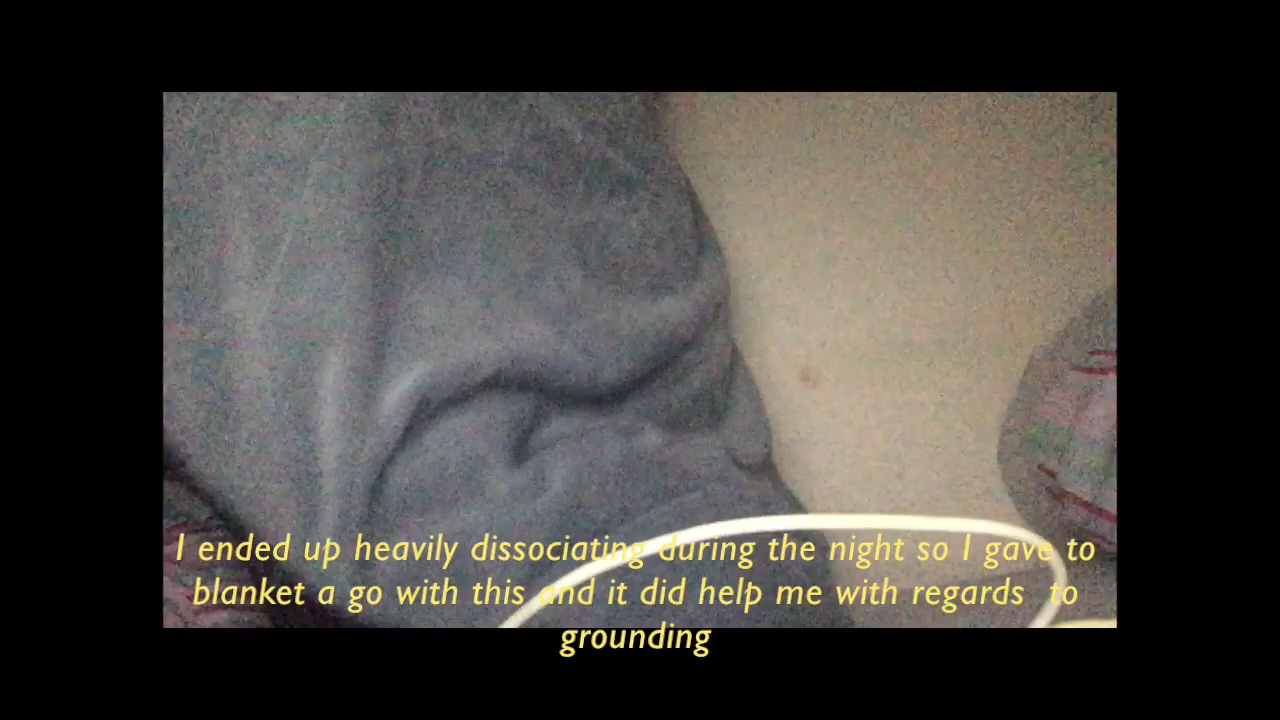 I ended up heavily dissociating during the night so I gave to
blanket a go with this and it did help me with regards  to
grounding